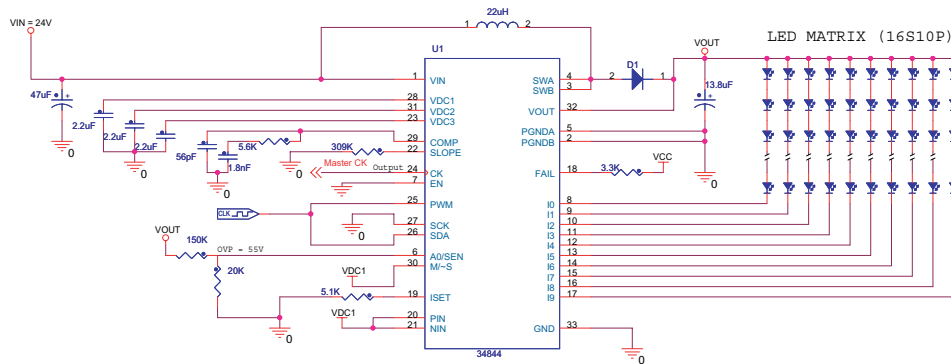 22uH
1 2
VIN = 24V
LED MATRIX (16S10P)
U1
VOUT
D1
1 VIN
SWA 4
SWB 3
2 1
47uF
13.8uF
28 VDC1
31 VDC2
23 VDC3
VOUT 32
2.2uF
2.2uF
2.2uF
PGNDA 5
PGNDB 2
0
0
56pF
1.8nF
5.6K
309K
29 COMP
22 SLOPE
0
0
Master CK
Output
24 CK
7 EN
0
FAIL 18
3.3K
VCC
0
CLK
25 PWM
27 SCK
26 SDA
0
I0 8
I1 9
I2 10
I3 11
I4 12
I5 13
I6 14
I7 15
I8 16
I9 17
VOUT
150K
OVP = 55V
20K
6 A0/SEN
30 M/~S
VDC1
5.1K
19 ISET
VDC1
20 PIN
21 NIN
0
GND 33
0
34844